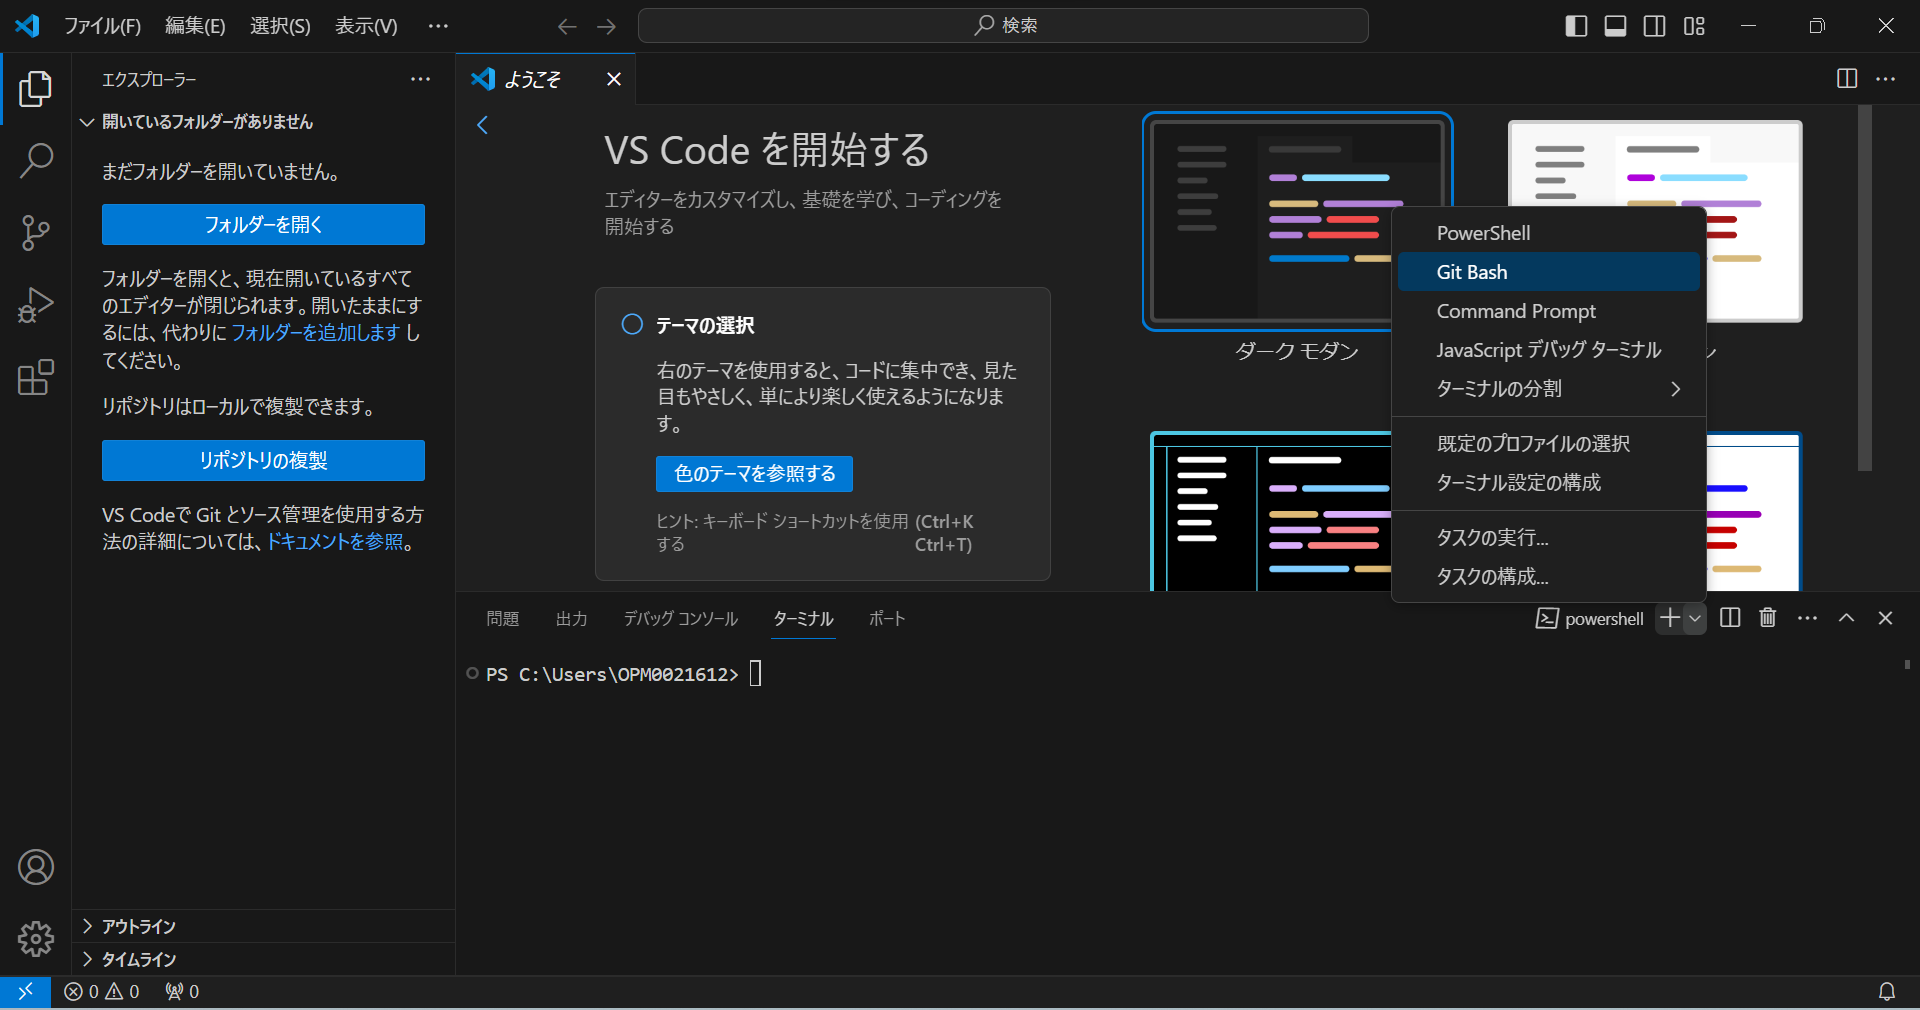 ファイル(F) 編集(E) 選択(S) 表示(V) ··· 検索
エクスプローラー ···
開いているフォルダーがありません
まだフォルダーを開いていません。
フォルダーを開く
フォルダーを開くと、現在開いているすべて
のエディターが閉じられます。開いたままにす
るには、代わりに フォルダーを追加します し
てください。
リポジトリはローカルで複製できます。
リポジトリの複製
VS Codeで Git とソース管理を使用する方
法の詳細については、ドキュメントを参照。
アウトライン
タイムライン
ようこそ
VS Code を開始する
エディターをカスタマイズし、基礎を学び、コーディングを
開始する
テーマの選択
右のテーマを使用すると、コードに集中でき、見た
目もやさしく、単により楽しく使えるようになりま
す。
色のテーマを参照する
ヒント: キーボード ショートカットを使用 (Ctrl+K
する Ctrl+T)
ダーク モダン
ン
PowerShell
Git Bash
Command Prompt
JavaScript デバッグ ターミナル
ターミナルの分割
既定のプロファイルの選択
ターミナル設定の構成
タスクの実行...
タスクの構成...
問題 出力 デバッグ コンソール ターミナル ポート powershell
PS C:\Users\OPM0021612>
0 0 0